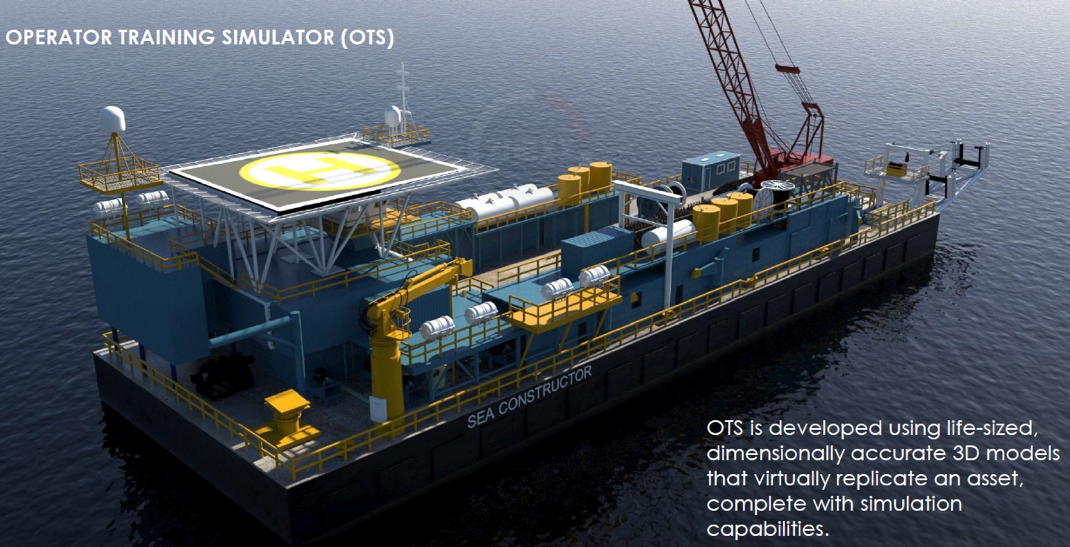 OPERATOR TRAINING SIMULATOR (OTS)
H
SEA CONSTRUCTOR
OTS is developed using life-sized,
dimensionally accurate 3D models
that virtually replicate an asset,
complete with simulation
capabilities.